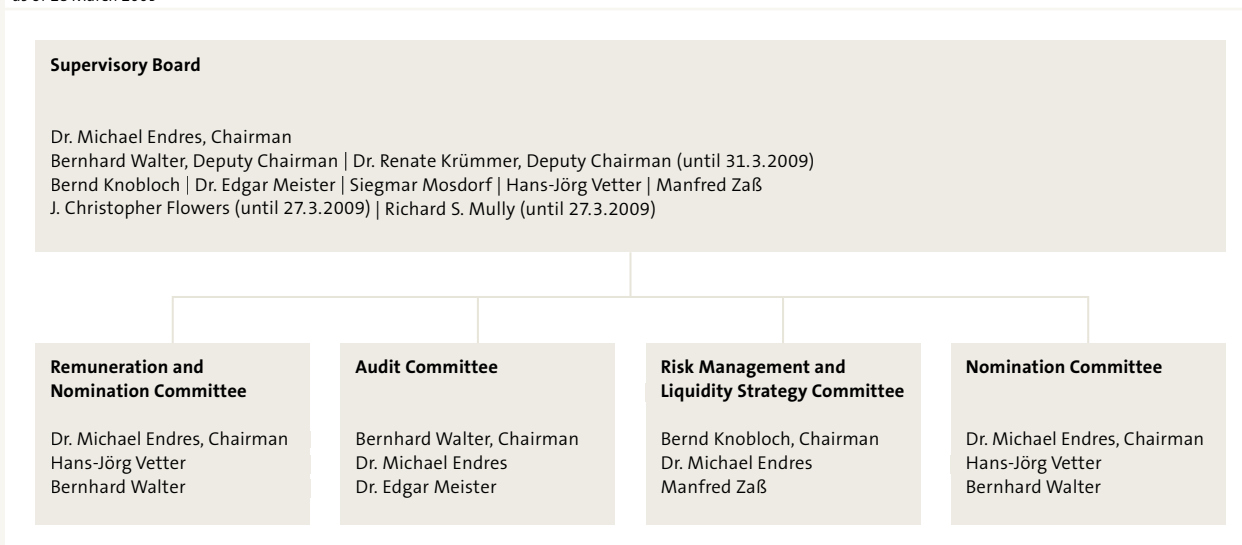 Supervisory Board
Dr. Michael Endres, Chairman
Bernhard Walter, Deputy Chairman | Dr. Renate Krümmer, Deputy Chairman (until 31.3.2009)
Bernd Knobloch | Dr. Edgar Meister | Siegmar Mosdorf | Hans-Jörg Vetter | Manfred Zaß
J. Christopher Flowers (until 27.3.2009) | Richard S. Mully (until 27.3.2009)
Remuneration and
Nomination Committee
Dr. Michael Endres, Chairman
Hans-Jörg Vetter
Bernhard Walter
Audit Committee
Bernhard Walter, Chairman
Dr. Michael Endres
Dr. Edgar Meister
Risk Management and
Liquidity Strategy Committee
Bernd Knobloch, Chairman
Dr. Michael Endres
Manfred Zaß
Nomination Committee
Dr. Michael Endres, Chairman
Hans-Jörg Vetter
Bernhard Walter